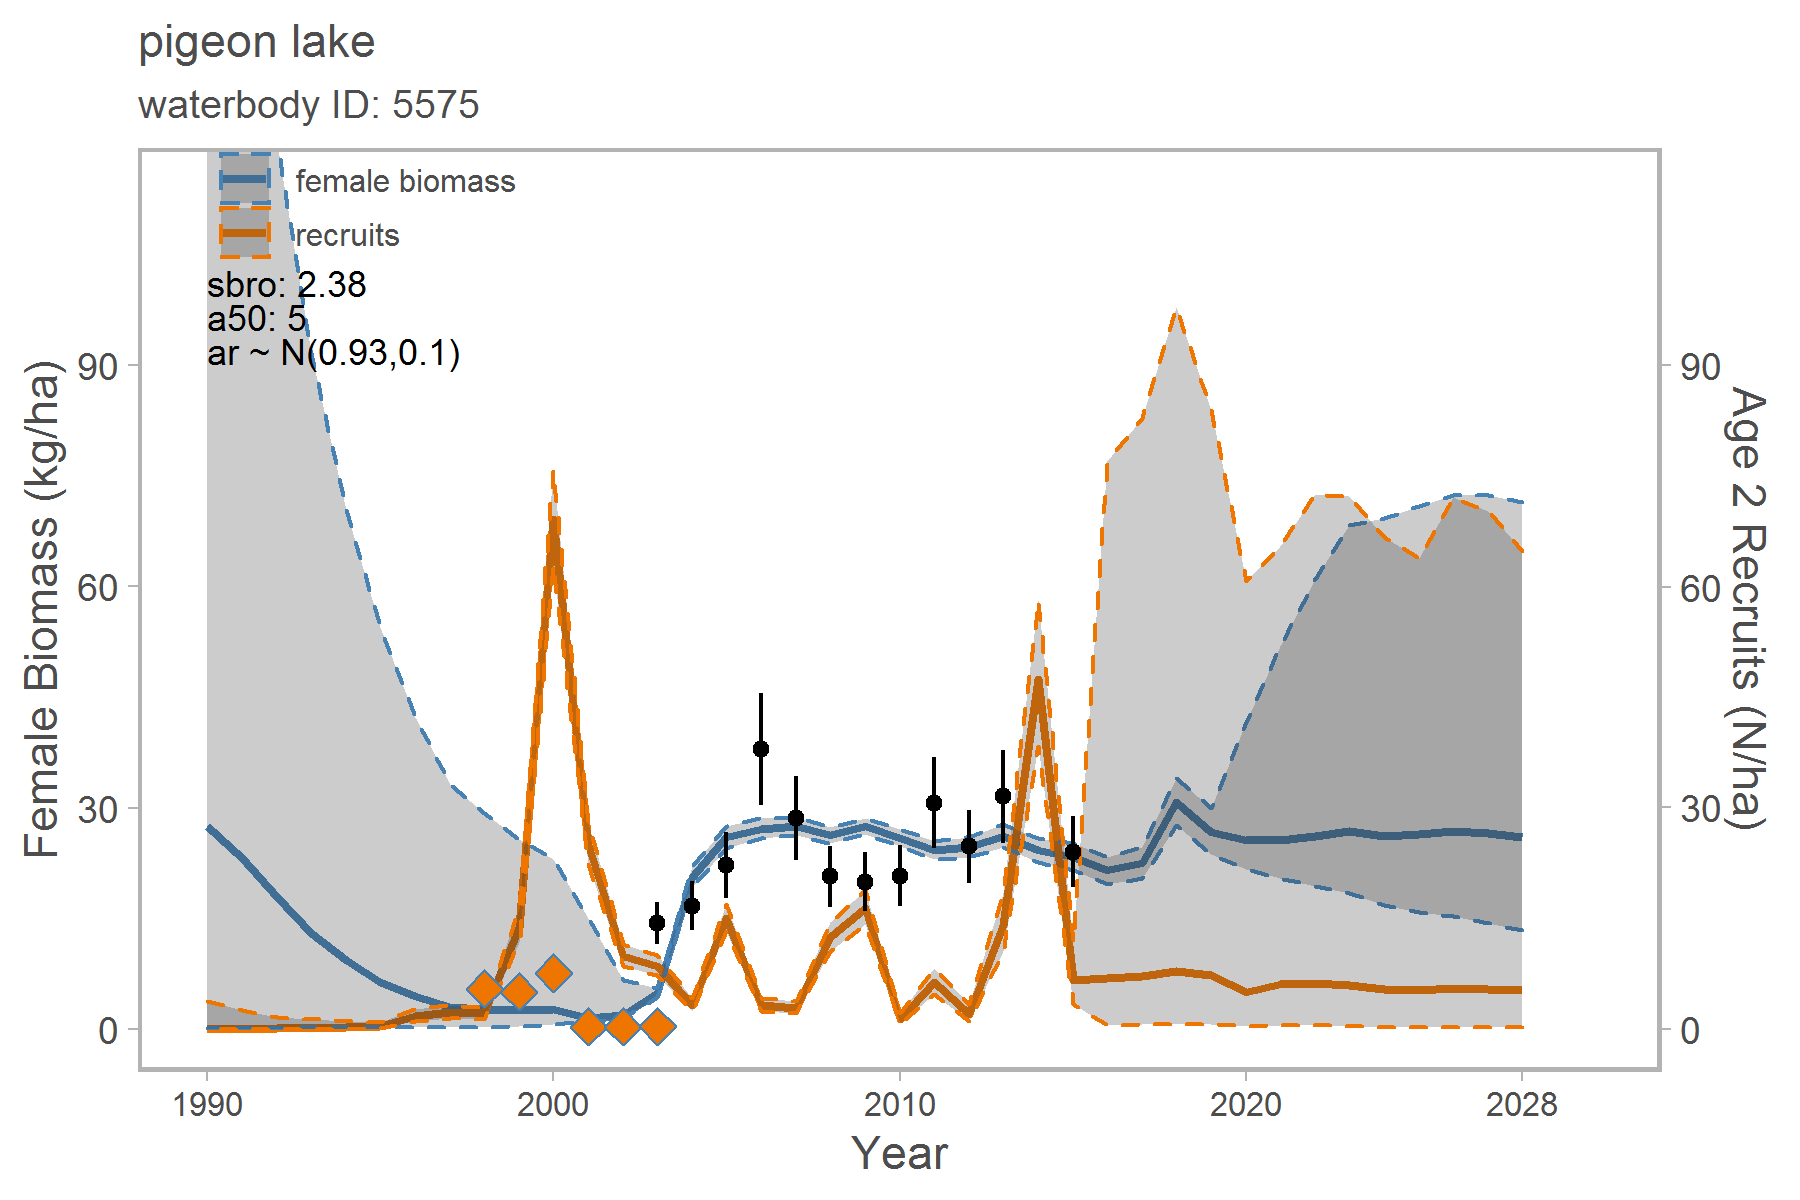 pigeon lake
waterbody ID: 5575
female biomass
recruits
sbro: 2.38
a50: 5
ar ~ N(0.93,0.1)
Female Biomass (kg/ha)
90
60
30
0
90
60
30
0
Age 2 Recruits (N/ha)
1990
2000
2010
2020
2028
Year